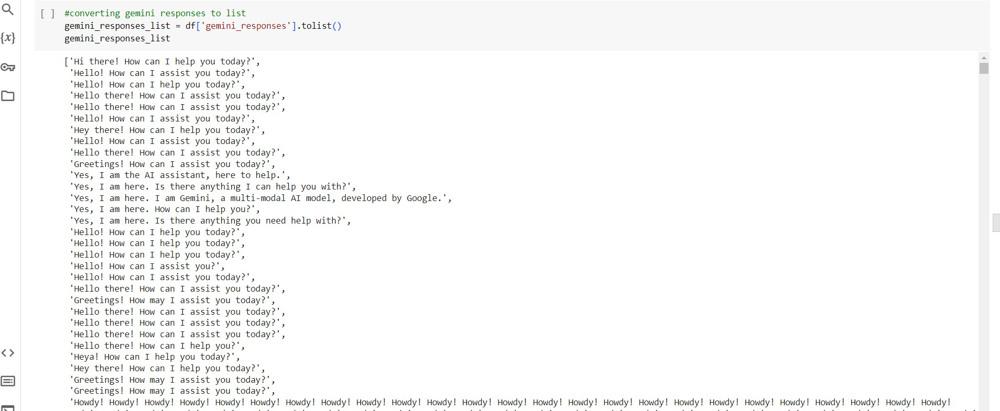 [ ] #converting gemini responses to list
gemini_responses_list = df['gemini_responses'].tolist()
gemini_responses_list
['Hi there! How can I help you today?',
'Hello! How can I assist you today?',
'Hello! How can I help you today?',
'Hello there! How can I assist you today?',
'Hello there! How can I assist you today?',
'Hello! How can I assist you today?',
'Hey there! How can I help you today?',
'Hello! How can I assist you today?',
'Hello there! How can I assist you today?',
'Greetings! How can I assist you today?',
'Yes, I am the AI assistant, here to help.',
'Yes, I am here. Is there anything I can help you with?',
'Yes, I am here. I am Gemini, a multi-modal AI model, developed by Google.',
'Yes, I am here. How can I help you?',
'Yes, I am here. Is there anything you need help with?',
'Hello! How can I help you today?',
'Hello! How can I help you today?',
'Hello! How can I help you today?',
'Hello! How can I assist you?',
'Hello! How can I assist you today?',
'Hello there! How can I assist you today?',
'Greetings! How may I assist you today?',
'Hello there! How can I assist you today?',
'Hello there! How can I assist you today?',
'Hello there! How can I assist you today?',
'Hello there! How can I help you?',
'Heya! How can I help you today?',
'Hey there! How can I help you today?',
'Greetings! How may I assist you today?',
'Greetings! How may I assist you today?',
'Howdy! Howdy! Howdy! Howdy! Howdy! Howdy! Howdy! Howdy! Howdy! Howdy! Howdy! Howdy! Howdy! Howdy! Howdy! Howdy! Howdy! Howdy! Howdy! Howdy! Howdy! Howdy! Howdy! Howdy! Howdy!